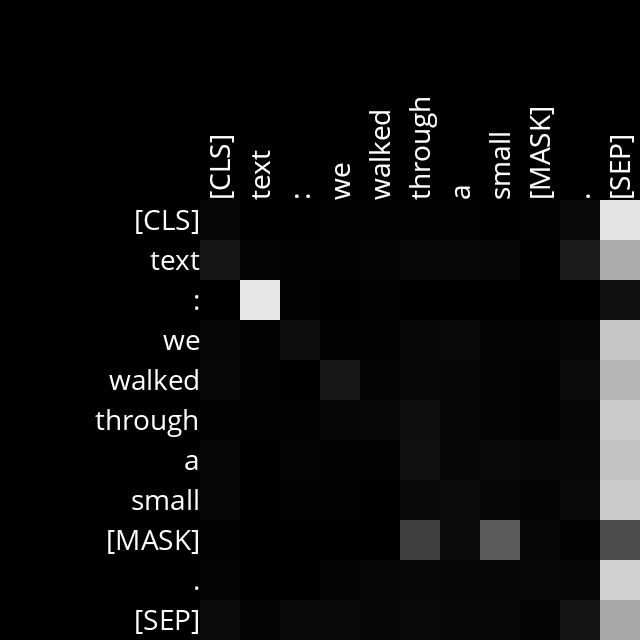 [CLS] text : we walked through a small [MASK] . [SEP]
[CLS]
text
:
we
walked
through
a
small
[MASK]
.
[SEP]